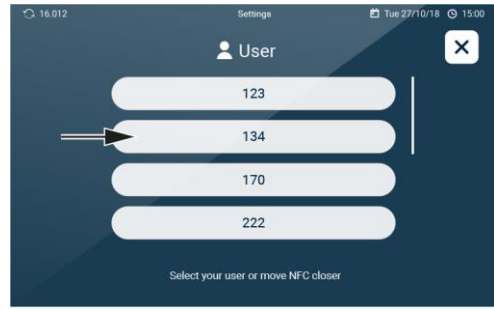 16.012 Settings Tue 27/10/18 15:00
User
123
134
170
222
Select your user or move NFC closer